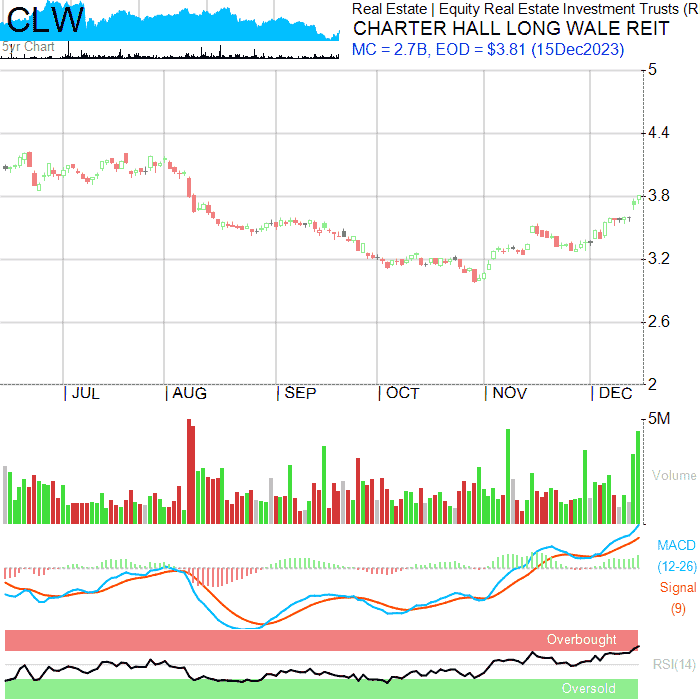 CLW
5yr Chart
Real Estate | Equity Real Estate Investment Trusts (R
CHARTER HALL LONG WALE REIT
MC = 2.7B, EOD = $3.81 (15Dec2023)
5
4.4
3.8
3.2
2.6
2
JUL AUG SEP OCT NOV DEC
5M
Volume
MACD
(12-26)
Signal
(9)
Overbought
RSI(14)
Oversold